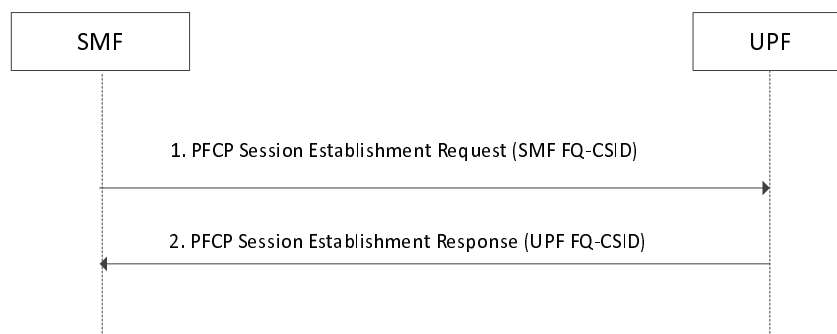 SMF
UPF
1. PFCP Session Establishment Request (SMF FQ-CSID)
2. PFCP Session Establishment Response (UPF FQ-CSID)